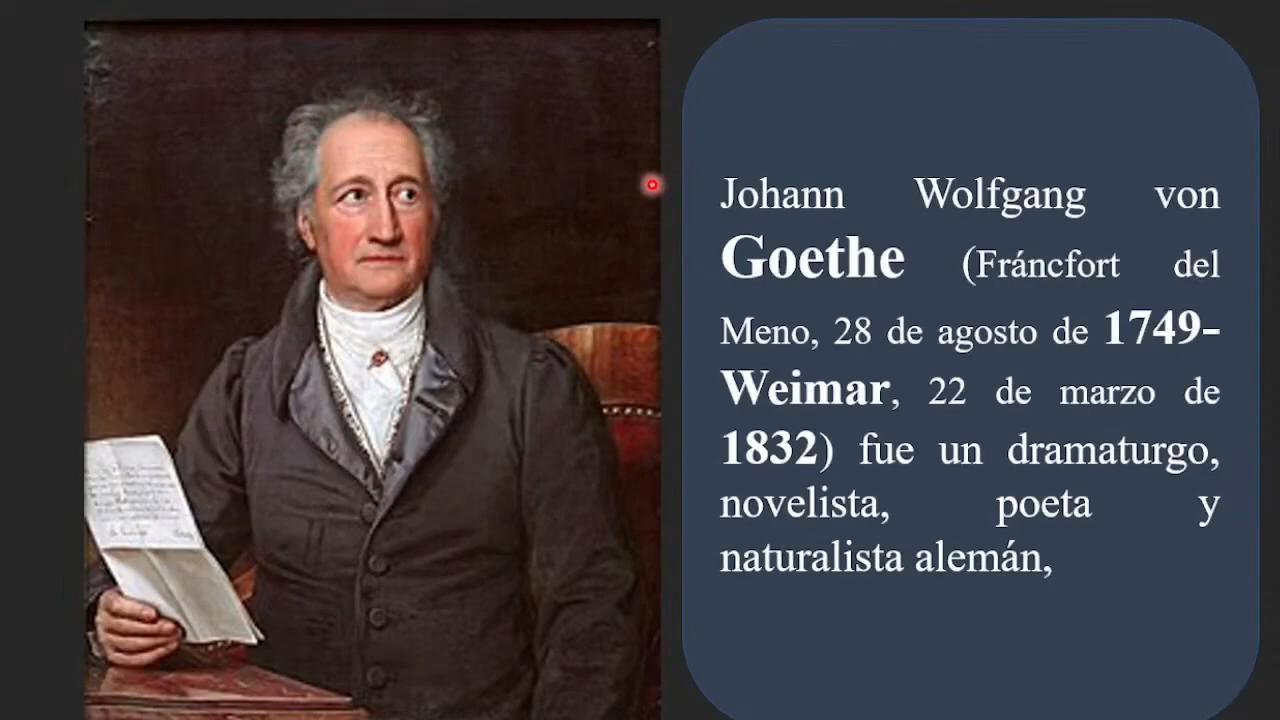 Johann Wolfgang von
Goethe (Fráncfort del
Meno, 28 de agosto de 1749-
Weimar, 22 de marzo de
1832) fue un dramaturgo,
novelista, poeta y
naturalista alemán,